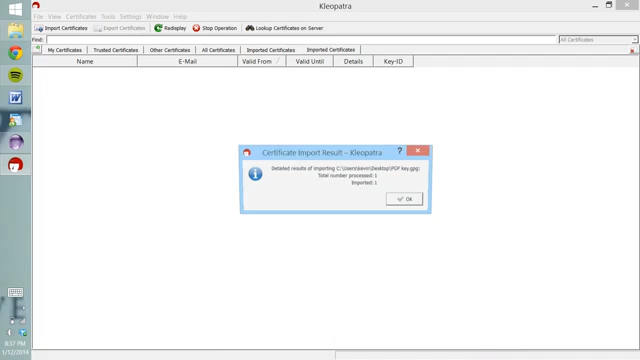 Kleopatra
File View Certificates Tools Settings Window Help
Import Certificates Export Certificates Redisplay Stop Operation Lookup Certificates on Server
Find: All Certificates
My Certificates Trusted Certificates Other Certificates All Certificates Imported Certificates Imported Certificates
Name E-Mail Valid From Valid Until Details Key-ID
Certificate Import Result – Kleopatra ?
Detailed results of importing C:\Users\kevin\Desktop\PGP key.gpg:
Total number processed: 1
Imported: 1
Ok
8:37 PM
1/12/2014